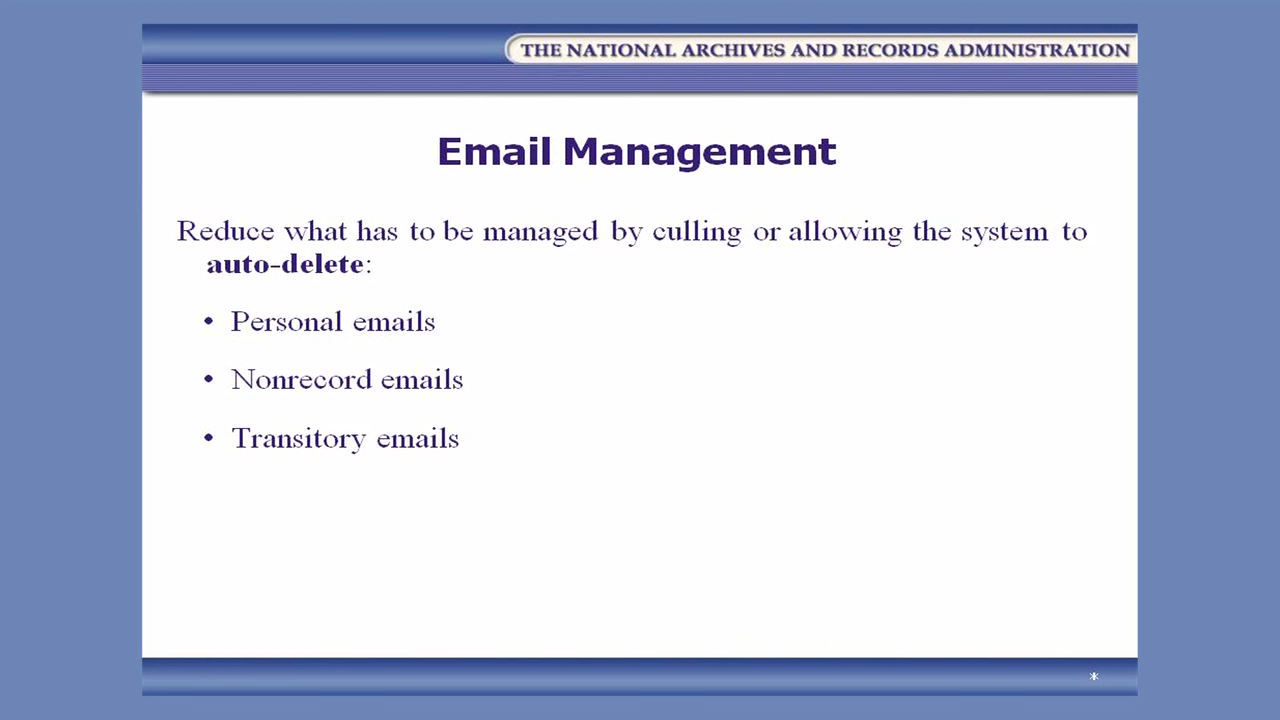 THE NATIONAL ARCHIVES AND RECORDS ADMINISTRATION
Email Management
Reduce what has to be managed by culling or allowing the system to
auto-delete:
• Personal emails
• Nonrecord emails
• Transitory emails
*